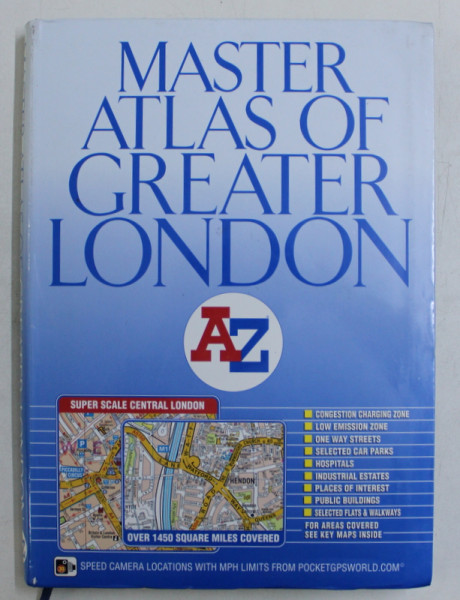 MASTER
ATLAS OF
GREATER
LONDON
AZ
SUPER SCALE CENTRAL LONDON
HENDON
OVER 1450 SQUARE MILES COVERED
CONGESTION CHARGING ZONE
LOW EMISSION ZONE
ONE WAY STREETS
SELECTED CAR PARKS
HOSPITALS
INDUSTRIAL ESTATES
PLACES OF INTEREST
PUBLIC BUILDINGS
SELECTED FLATS & WALKWAYS
FOR AREAS COVERED
SEE KEY MAPS INSIDE
SPEED CAMERA LOCATIONS WITH MPH LIMITS FROM POCKETGPSWORLD.COM